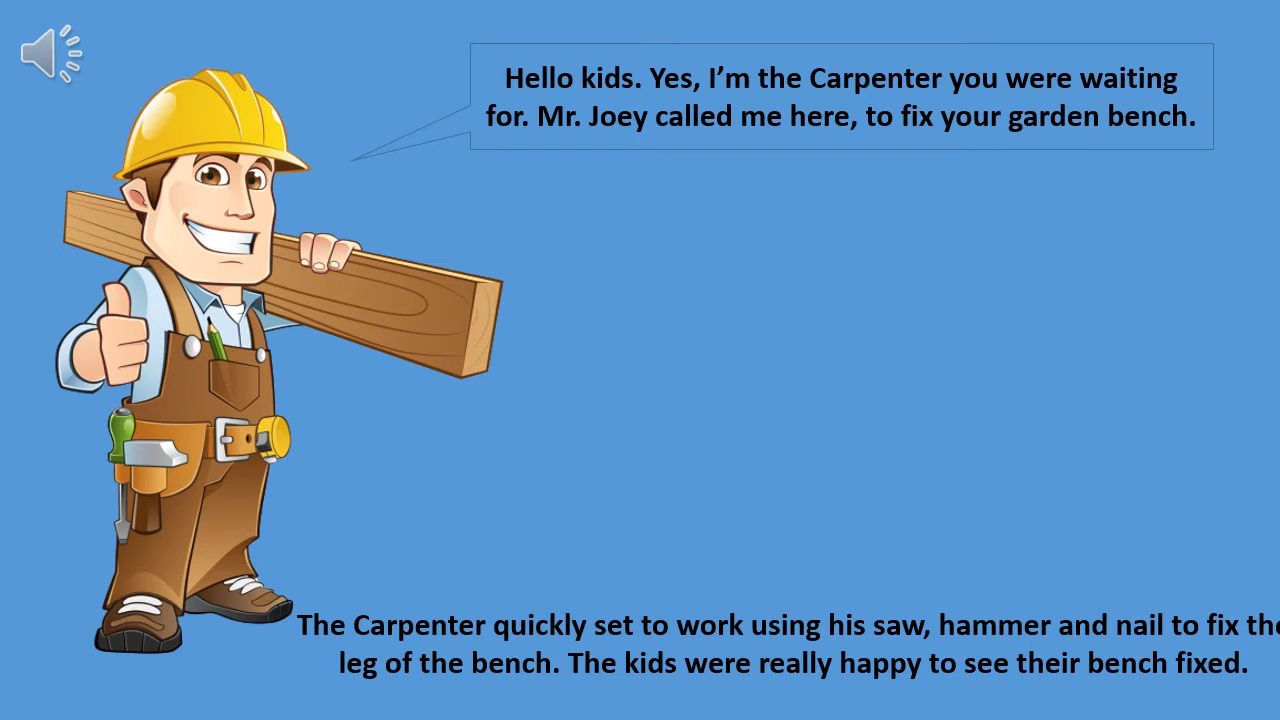 Hello kids. Yes, I’m the Carpenter you were waiting
for. Mr. Joey called me here, to fix your garden bench.
The Carpenter quickly set to work using his saw, hammer and nail to fix the
leg of the bench. The kids were really happy to see their bench fixed.